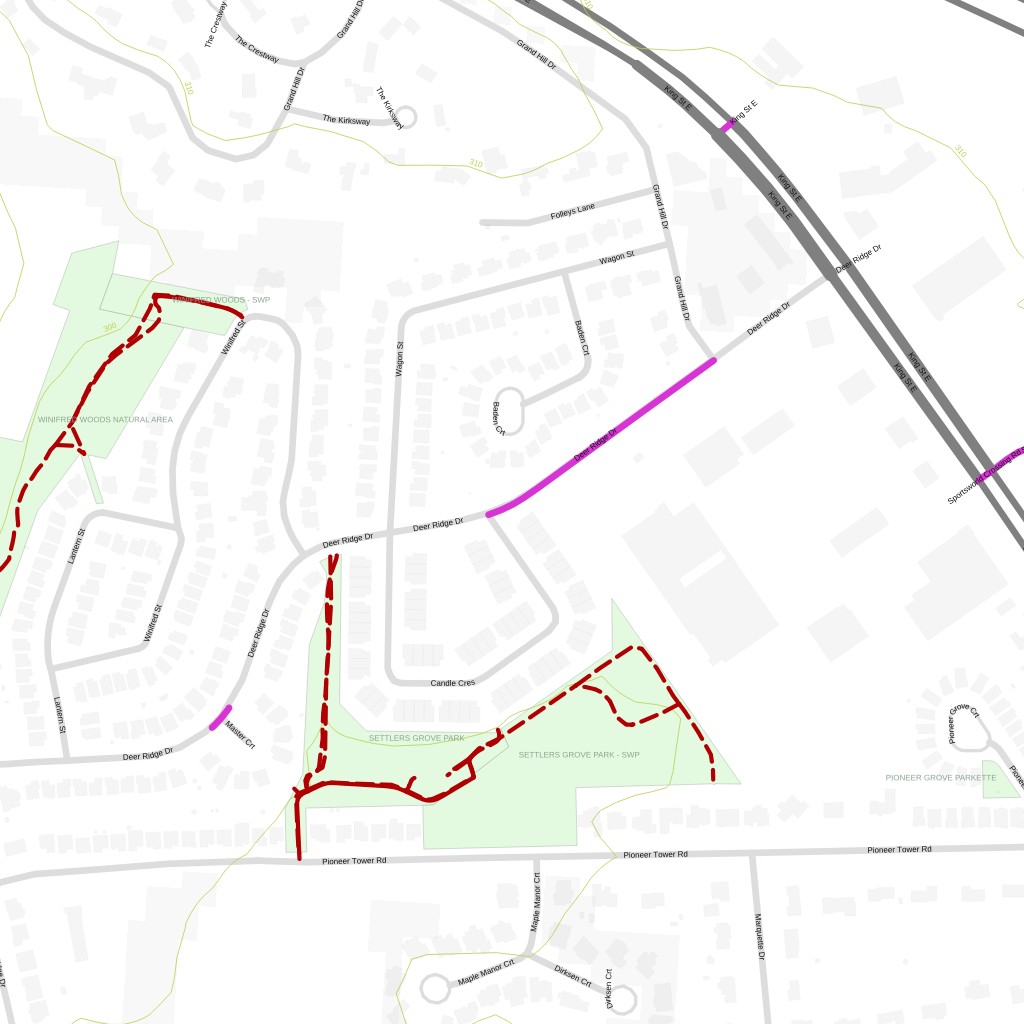 The Crestway
The Crestway
Grand Hill Dr
Grand Hill Dr
Grand Hill Dr
310
310
The Kirksway
The Kirksway
310
King St E
King St E
310
310
King St E
King St E
Grand Hill Dr
Folleys Lane
Wagon St
Deer Ridge Dr
Grand Hill Dr
Deer Ridge Dr
WINIFRED WOODS - SWP
300
Winifred St
Baden Crt
Wagon St
King St E
King St E
Baden Crt
WINIFRED WOODS NATURAL AREA
Deer Ridge Dr
Sportsworld Crossing Rd
Deer Ridge Dr
Deer Ridge Dr
Lantern St
Winifred St
Deer Ridge Dr
Candle Cres
Lantern St
Master Crt
Deer Ridge Dr
SETTLERS GROVE PARK
SETTLERS GROVE PARK - SWP
Pioneer Grove Crt
PIONEER GROVE PARKETTE
Pioneer Tower Rd
Pioneer Tower Rd
Pioneer Tower Rd
Maple Manor Crt
Marquette Dr
Maple Manor Crt
Dirksen Crt
Dirksen Crt